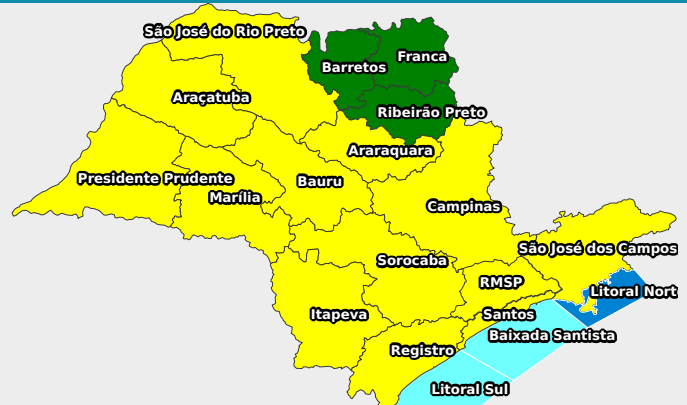 São José do Rio Preto
Franca
Barretos
Araçatuba
Ribeirão Preto
Araraquara
Presidente Prudente
Bauru
Marília
Campinas
São José dos Campos
Sorocaba
RMSP
Litoral Nort
Itapeva
Santos
Baixada Santista
Registro
Litoral Sul